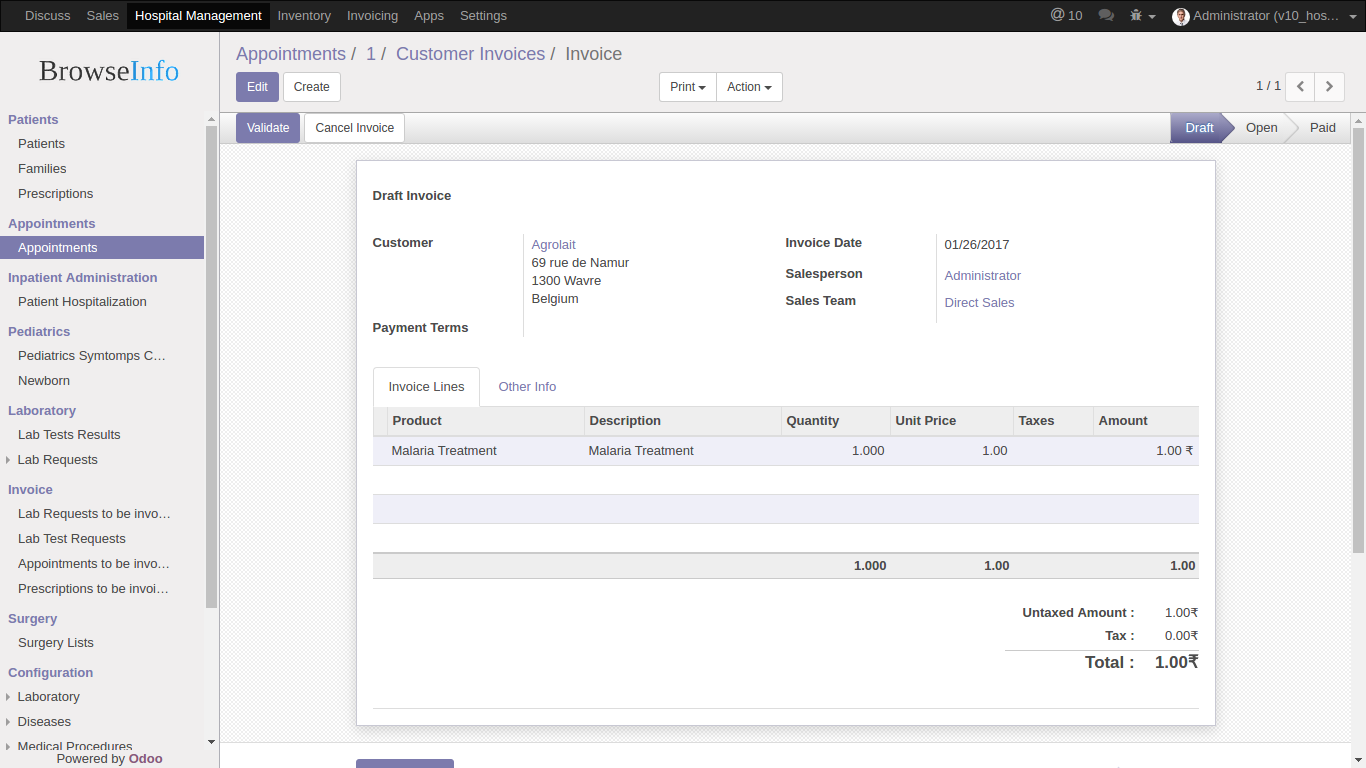 Discuss Sales Hospital Management Inventory Invoicing Apps Settings @ 10 Administrator (v10_hos...
BrowseInfo
Appointments / 1 / Customer Invoices / Invoice
Edit Create Print Action 1 / 1
Validate Cancel Invoice Draft Open Paid
Patients
Patients
Families
Prescriptions
Appointments
Appointments
Inpatient Administration
Patient Hospitalization
Pediatrics
Pediatrics Symtomps C...
Newborn
Laboratory
Lab Tests Results
Lab Requests
Invoice
Lab Requests to be invo...
Lab Test Requests
Appointments to be invo...
Prescriptions to be invoi...
Surgery
Surgery Lists
Configuration
Laboratory
Diseases
Medical Procedures
Powered by Odoo
Draft Invoice
Customer
Agrolait
69 rue de Namur
1300 Wavre
Belgium
Payment Terms
Invoice Date 01/26/2017
Salesperson Administrator
Sales Team Direct Sales
Invoice Lines Other Info
Product Description Quantity Unit Price Taxes Amount
Malaria Treatment Malaria Treatment 1.000 1.00 1.00 ₹
1.000 1.00 1.00
Untaxed Amount : 1.00₹
Tax : 0.00₹
Total : 1.00₹